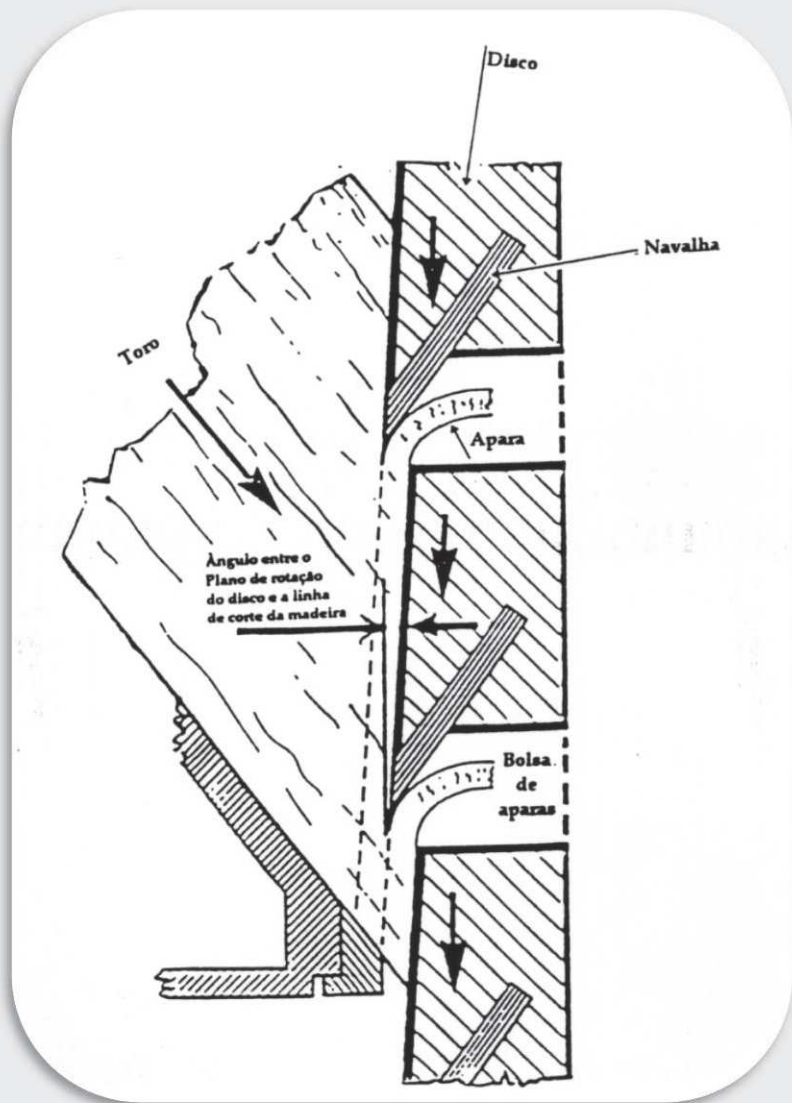 Disco
Navalha
Toro
Apara
Ângulo entre o
Plano de rotação
do disco e a linha
de corte da madeira
Bolsa
de
aparas